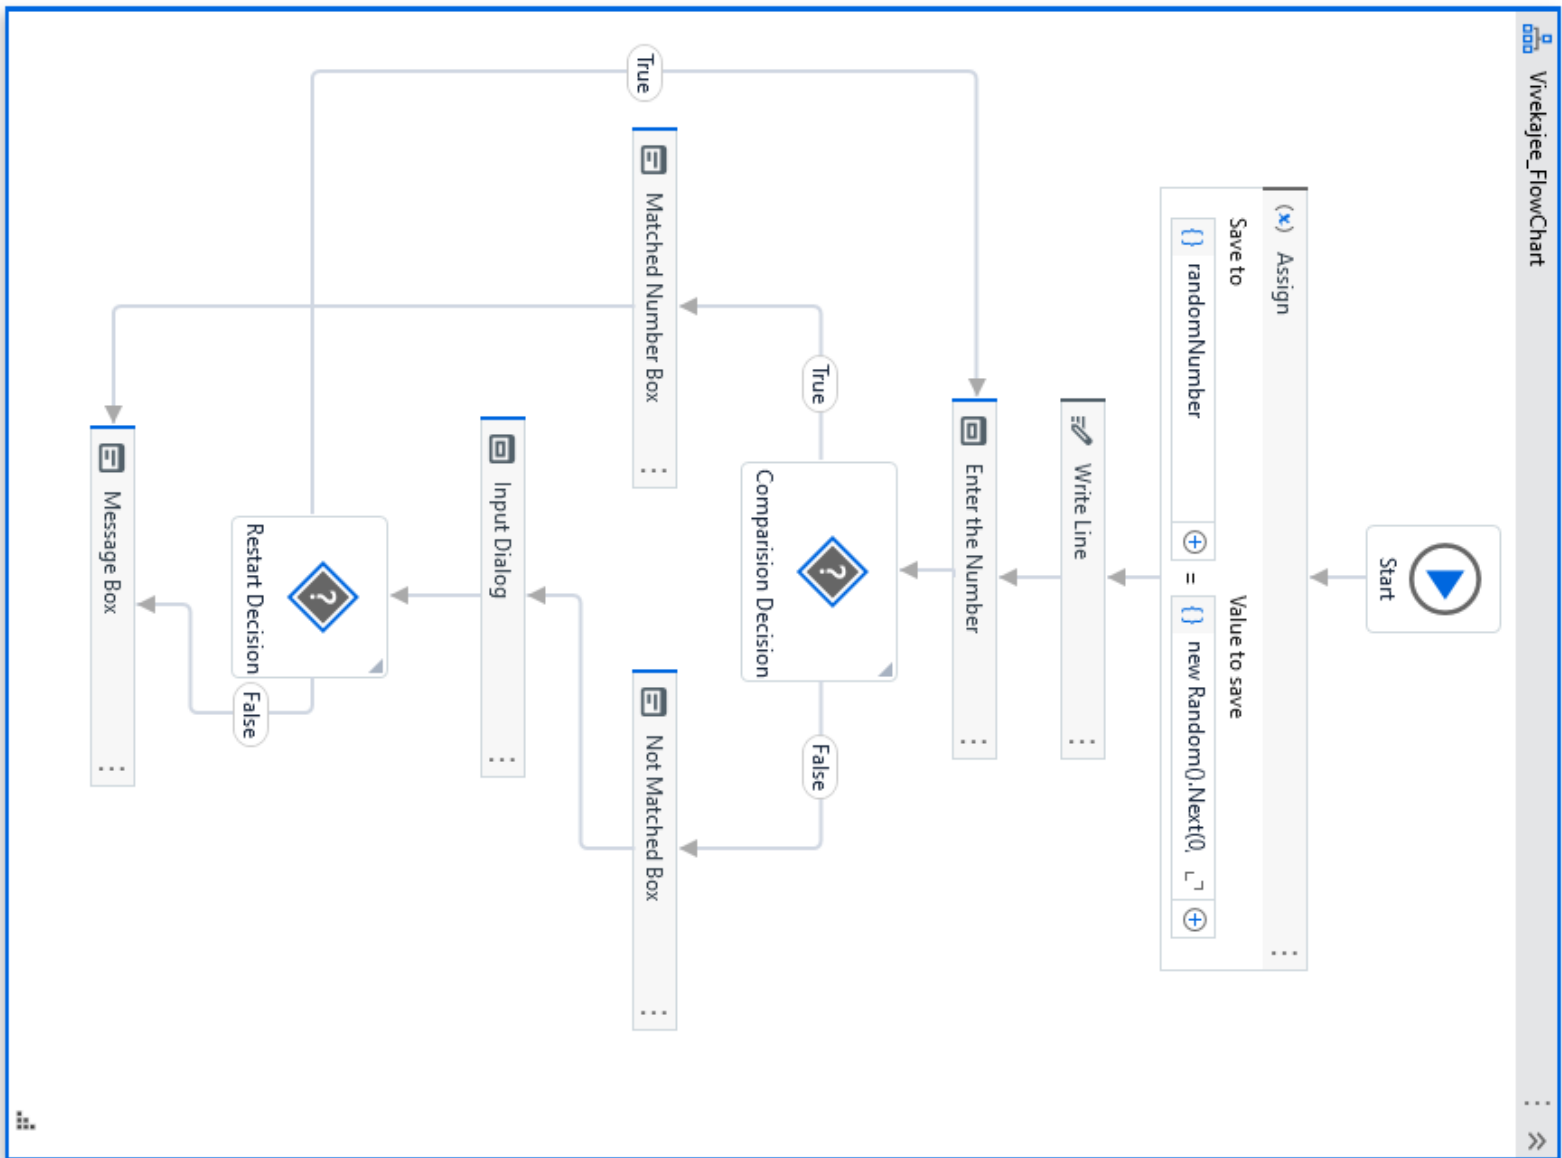 Vivekajee_FlowChart
Start
(x) Assign
Save to
Value to save
{} randomNumber
=
{} new Random().Next(0,
Write Line
Enter the Number
Comparision Decision
True
False
Matched Number Box
Not Matched Box
True
Input Dialog
Restart Decision
False
Message Box